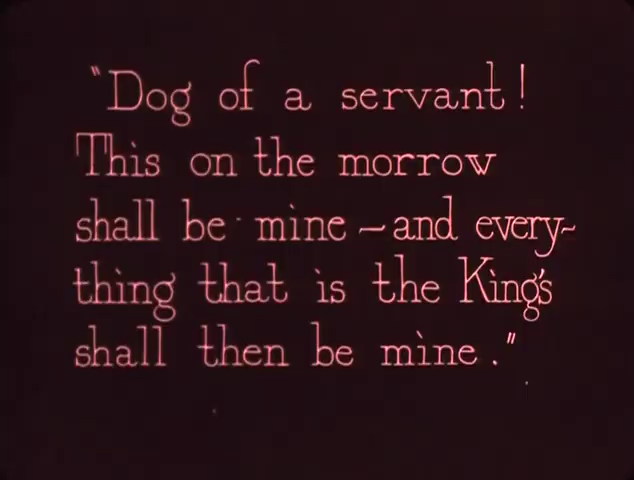 "Dog of a servant!
This on the morrow
shall be mine — and every-
thing that is the King's
shall then be mine."